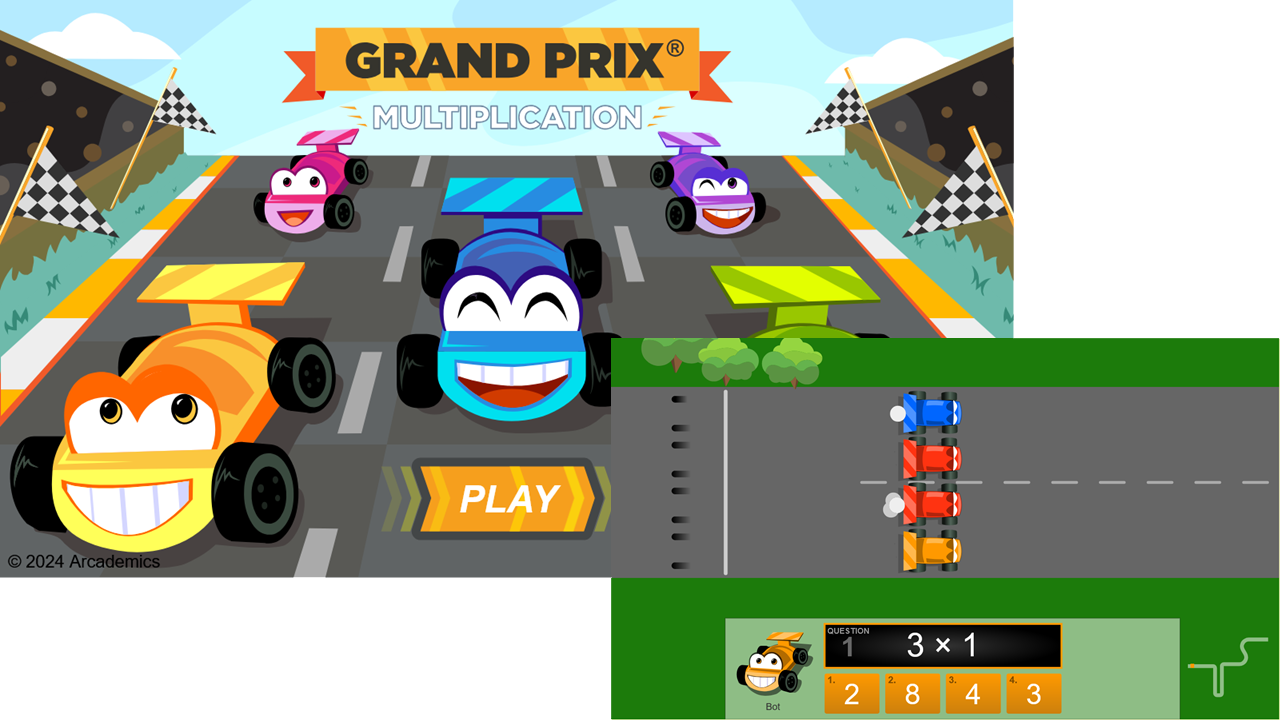 GRAND PRIX®
MULTIPLICATION
PLAY
© 2024 Arcademics
QUESTION
1
3 × 1
1. 2
2. 8
3. 4
4. 3
Bot